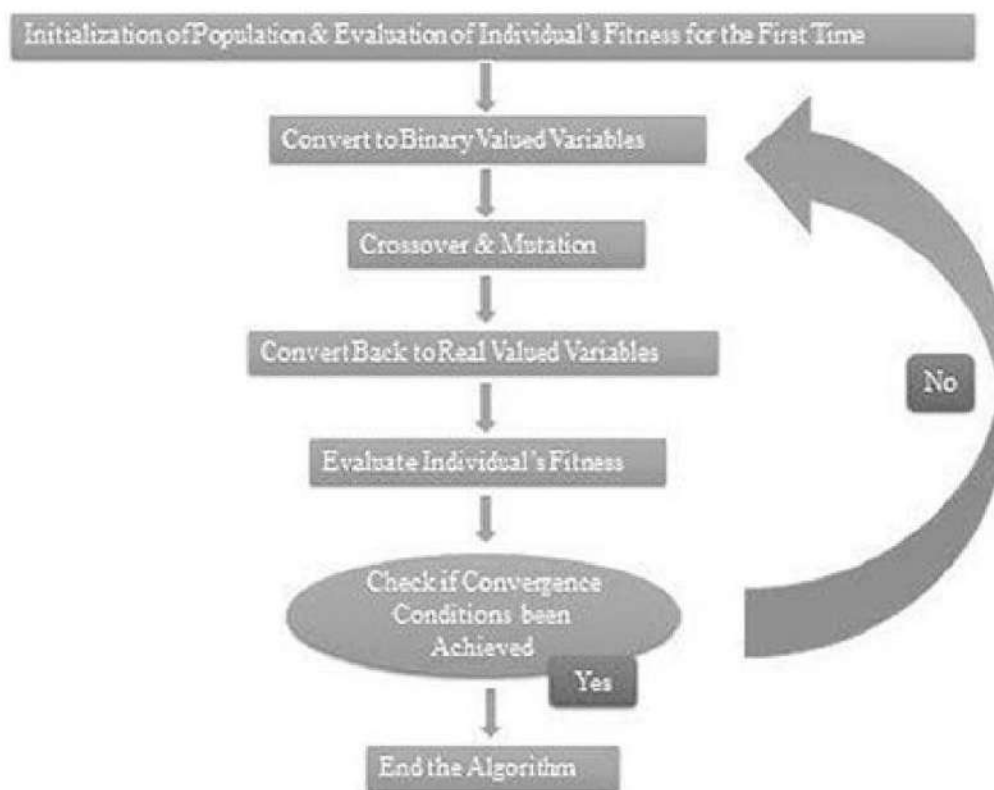 Initialization of Population & Evaluation of Individual's Fitness for the First Time
Convert to Binary Valued Variables
Crossover & Mutation
Convert Back to Real Valued Variables
No
Evaluate Individual's Fitness
Check if Convergence
Conditions been
Achieved
Yes
End the Algorithm